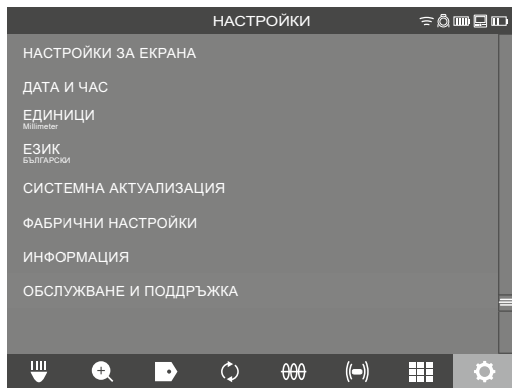 НАСТРОЙКИ
НАСТРОЙКИ ЗА ЕКРАНА
ДАТА И ЧАС
ЕДИНИЦИ
Millimeter
ЕЗИК
БЪЛГАРСКИ
СИСТЕМНА АКТУАЛИЗАЦИЯ
ФАБРИЧНИ НАСТРОЙКИ
ИНФОРМАЦИЯ
ОБСЛУЖВАНЕ И ПОДДРЪЖКА